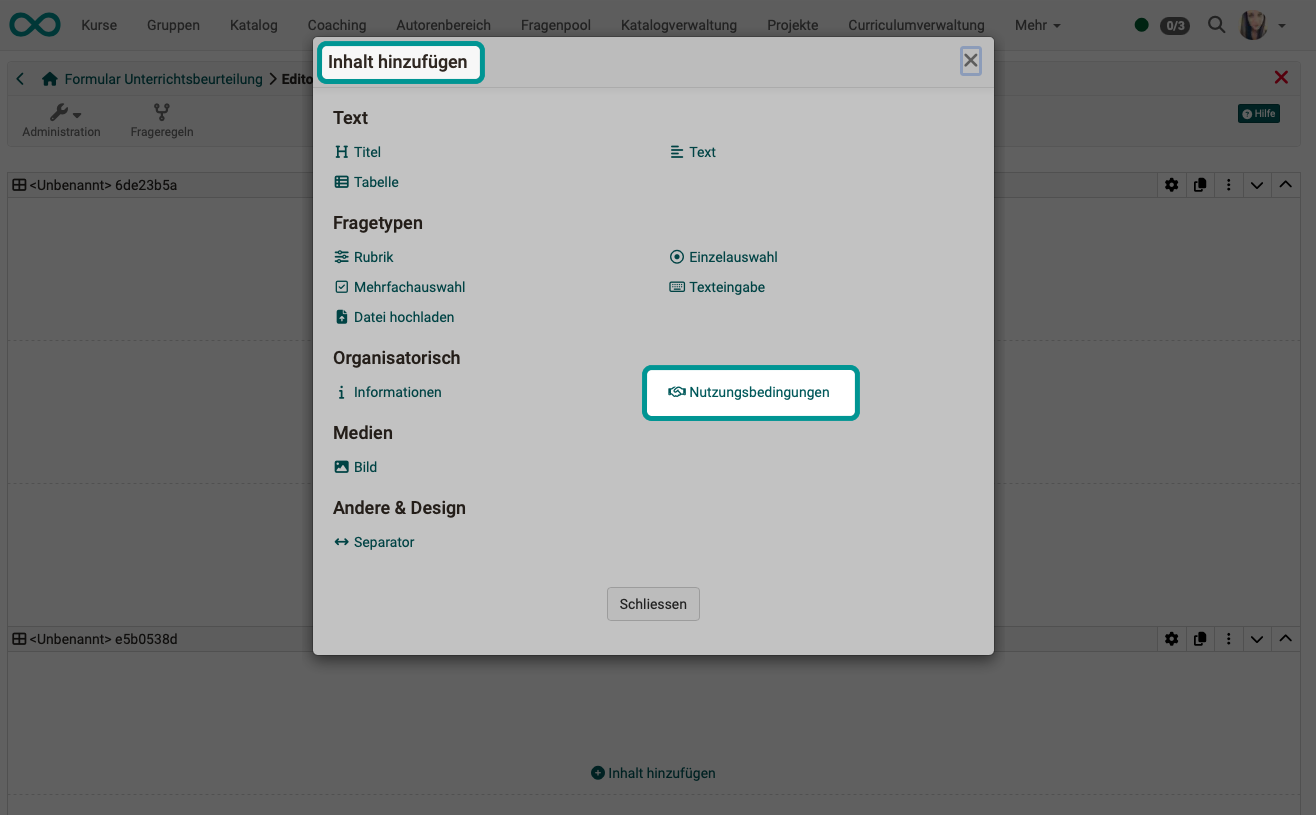 Kurse Gruppen Katalog Coaching Autorenbereich Fragenpool Katalogverwaltung Projekte Curriculumverwaltung Mehr 0/3
Formular Unterrichtsbeurteilung Edito
Administration Frageregeln Hilfe
Inhalt hinzufügen
Text
Titel Text
Tabelle
Fragetypen
Rubrik Einzelauswahl
Mehrfachauswahl Texteingabe
Datei hochladen
Organisatorisch
Informationen Nutzungsbedingungen
Medien
Bild
Andere & Design
Separator
Schliessen
<Unbenannt> 6de23b5a
<Unbenannt> e5b0538d
Inhalt hinzufügen